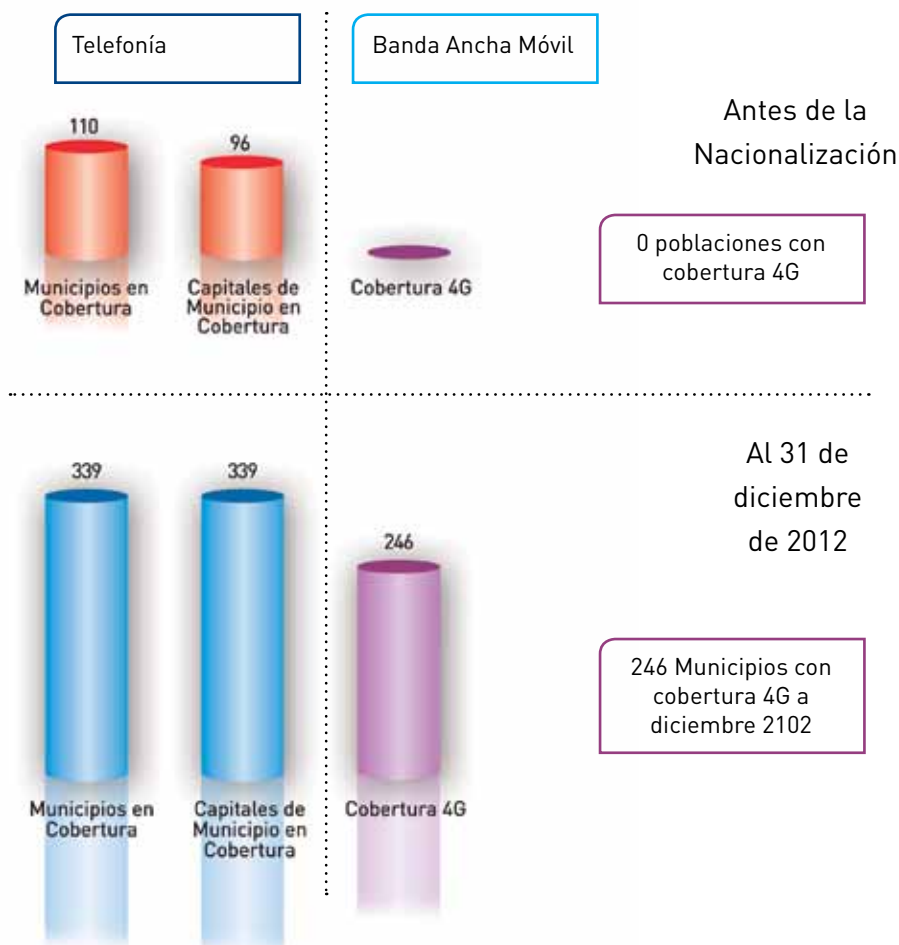 Telefonía
Banda Ancha Móvil
Antes de la
Nacionalización
110
96
Municipios en
Cobertura
Capitales de
Municipio en
Cobertura
Cobertura 4G
0 poblaciones con
cobertura 4G
Al 31 de
diciembre
de 2012
339
339
246
Municipios en
Cobertura
Capitales de
Municipio en
Cobertura
Cobertura 4G
246 Municipios con
cobertura 4G a
diciembre 2102